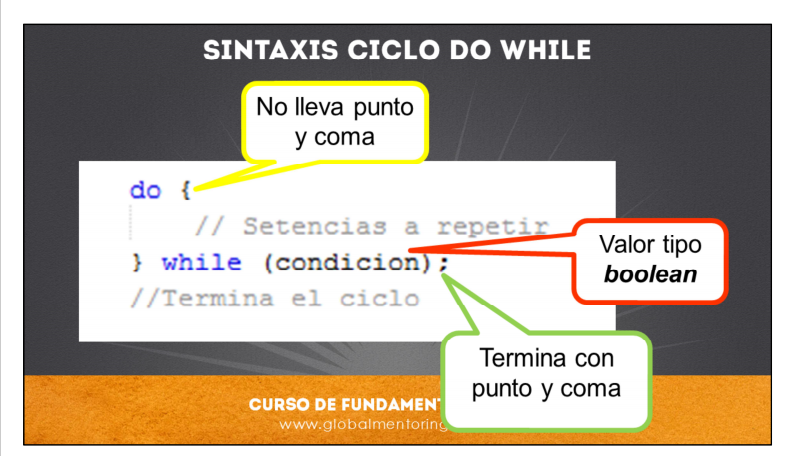 SINTAXIS CICLO DO WHILE
No lleva punto
y coma
do {
// Setencias a repetir
} while (condicion);
//Termina el ciclo
Valor tipo
boolean
Termina con
punto y coma
CURSO DE
www.globalmentoring